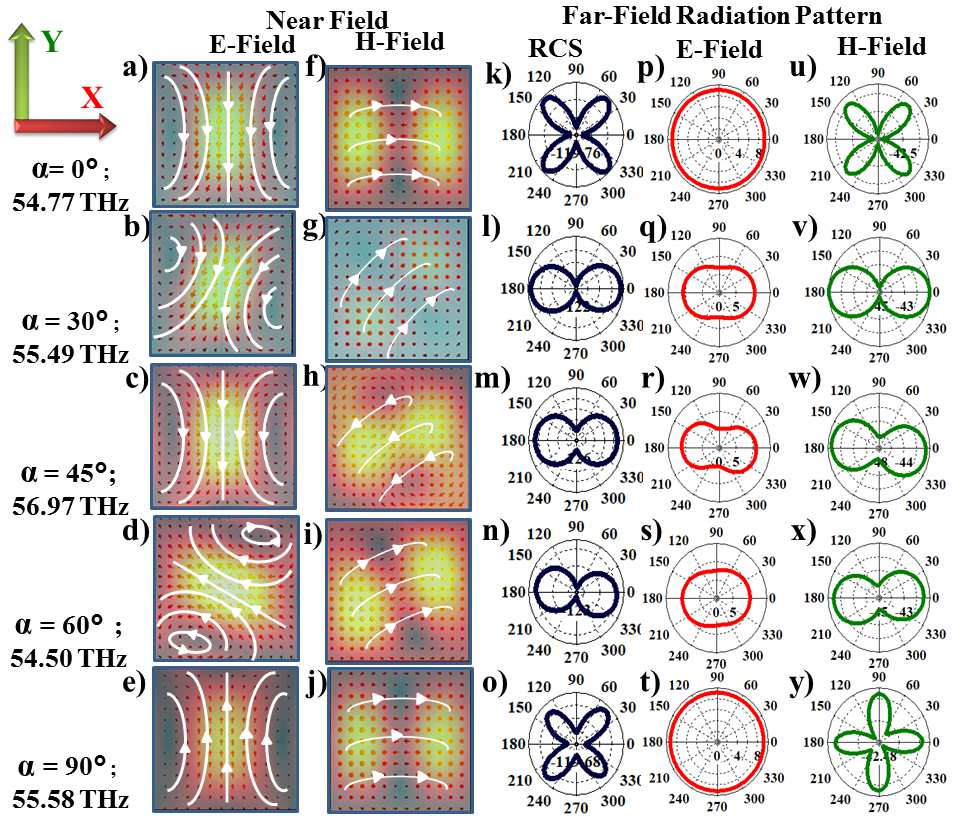 Near Field
Far-Field Radiation Pattern
E-Field
H-Field
RCS
E-Field
H-Field
Y
X
α= 0° ;
54.77 THz
a)
f)
k)
120 90 60
150 30
180 0
210 330
240 270 300
p)
120 90 60
150 30
180 0
0 4 8
210 330
240 270 300
u)
120 90 60
150 30
180 0
-42.5
210 330
240 270 300
α = 30° ;
55.49 THz
b)
g)
l)
120 90 60
150 30
180 0
210 330
240 270 300
q)
120 90 60
150 30
180 0
0 5
210 330
240 270 300
v)
120 90 60
150 30
180 0
-45 -43
210 330
240 270 300
α = 45°;
56.97 THz
c)
h)
m)
120 90 60
150 30
180 0
210 330
240 270 300
r)
120 90 60
150 30
180 0
0 5
210 330
240 270 300
w)
120 90 60
150 30
180 0
-48 -44
210 330
240 270 300
α = 60° ;
54.50 THz
d)
i)
n)
120 90 60
150 30
180 0
210 330
240 270 300
s)
120 90 60
150 30
180 0
0 5
210 330
240 270 300
x)
120 90 60
150 30
180 0
-45 -43
210 330
240 270 300
α = 90° ;
55.58 THz
e)
j)
o)
120 90 60
150 30
180 0
210 330
240 270 300
t)
120 90 60
150 30
180 0
0 4 8
210 330
240 270 300
y)
120 90 60
150 30
180 0
210 330
240 270 300